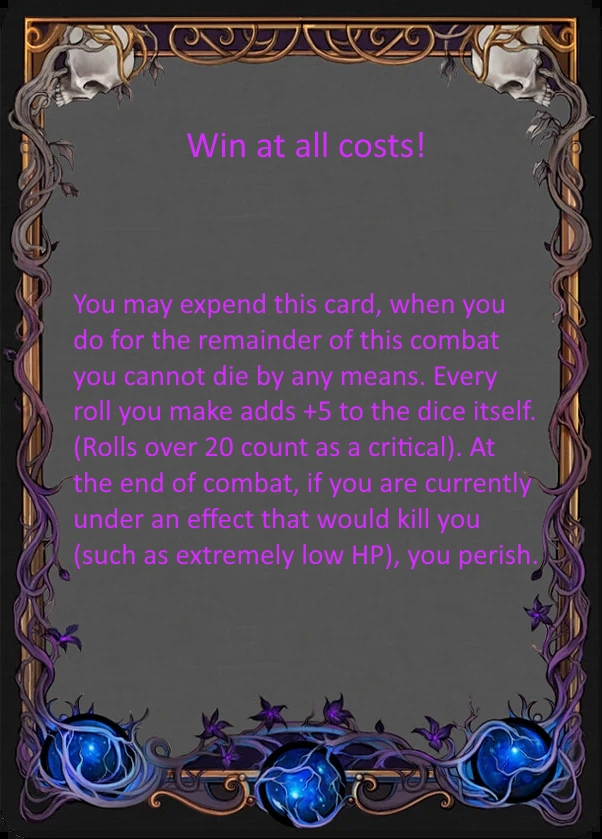 Win at all costs!
You may expend this card, when you
do for the remainder of this combat
you cannot die by any means. Every
roll you make adds +5 to the dice itself.
(Rolls over 20 count as a critical). At
the end of combat, if you are currently
under an effect that would kill you
(such as extremely low HP), you perish.